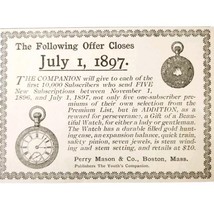 The Following Offer Closes
July 1, 1897.
THE COMPANION will give to each of the
first 10,000 Subscribers who send FIVE
New Subscriptions between November 1,
1896, and July 1, 1897, not only the one-subscriber pre-
miums of their own selection from the
Premium List, but in ADDITION, as a
reward for perseverance, a Gift of a Beau-
tiful Watch, for either a lady or gentleman.
The Watch has a durable filled gold hunt-
ing case, an expansion balance, quick train,
safety pinion, seven jewels, is stem wind-
ing and stem setting, and retails at $10.
Perry Mason & Co., Boston, Mass.
Publishers The Youth's Companion.